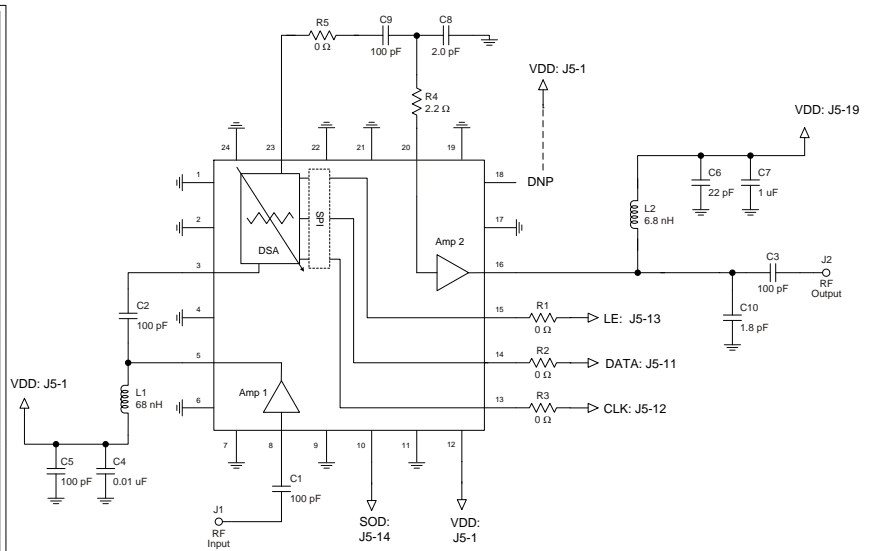 R5
0 Ω
C9
100 pF
C8
2.0 pF
R4
2.2 Ω
VDD: J5-1
VDD: J5-19
24
23
22
21
20
19
1
2
3
4
5
6
18
DNP
17
16
15
14
13
DSA
SPI
Amp 2
C6
22 pF
C7
1 uF
L2
6.8 nH
C3
100 pF
J2
RF
Output
C10
1.8 pF
C2
100 pF
R1
0 Ω
LE: J5-13
R2
0 Ω
DATA: J5-11
R3
0 Ω
CLK: J5-12
VDD: J5-1
L1
68 nH
Amp 1
C5
100 pF
C4
0.01 uF
7
8
9
10
11
12
C1
100 pF
J1
RF
Input
SOD:
J5-14
VDD:
J5-1